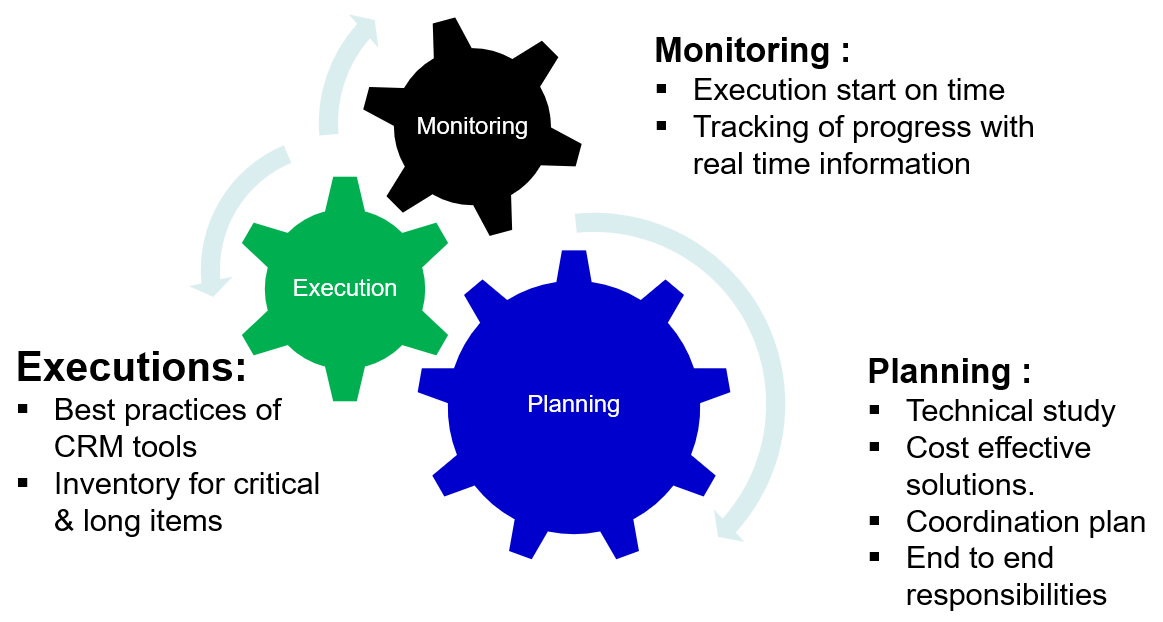 Monitoring :
▪ Execution start on time
▪ Tracking of progress with
real time information
Monitoring
Execution
Executions:
▪ Best practices of
CRM tools
▪ Inventory for critical
& long items
Planning
Planning :
▪ Technical study
▪ Cost effective
solutions.
▪ Coordination plan
▪ End to end
responsibilities